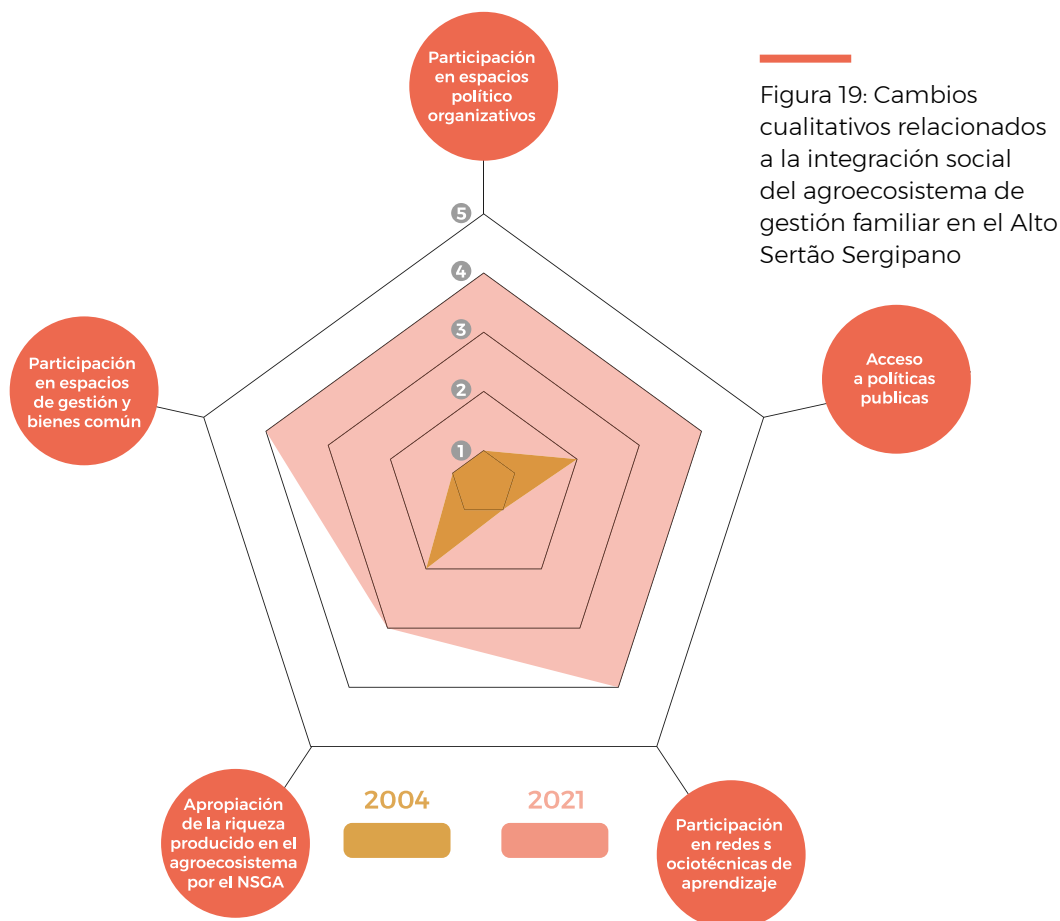 Participación
en espacios
político
organizativos
Figura 19: Cambios
cualitativos relacionados
a la integración social
del agroecosistema de
gestión familiar en el Alto
Sertão Sergipano
5
4
3
2
1
Participación
en espacios
de gestión y
bienes común
Acceso
a políticas
publicas
Apropiación
de la riqueza
producido en el
agroecosistema
por el NSGA
2004
2021
Participación
en redes s
ociotécnicas de
aprendizaje